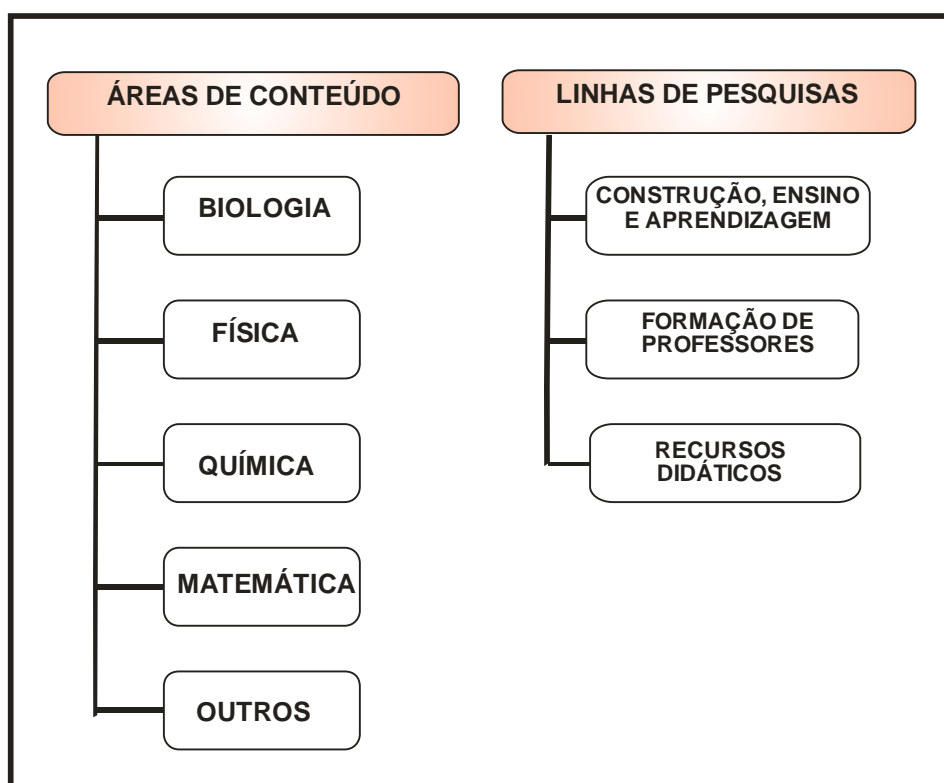 ÁREAS DE CONTEÚDO
BIOLOGIA
FÍSICA
QUÍMICA
MATEMÁTICA
OUTROS
LINHAS DE PESQUISAS
CONSTRUÇÃO, ENSINO
E APRENDIZAGEM
FORMAÇÃO DE
PROFESSORES
RECURSOS
DIDÁTICOS